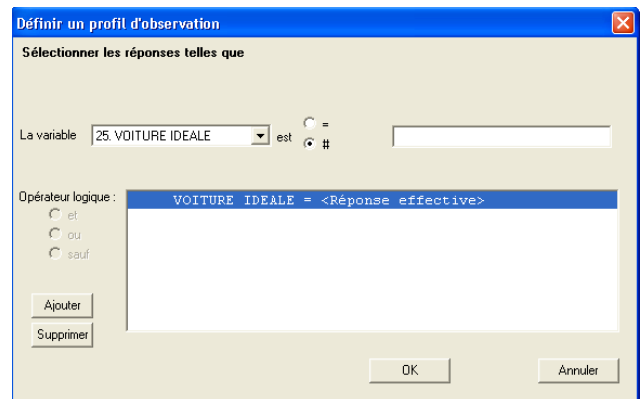 Définir un profil d'observation
Sélectionner les réponses telles que
=
La variable 25. VOITURE IDEALE est
#
Opérateur logique :
VOITURE IDEALE = <Réponse effective>
et
ou
sauf
Ajouter
Supprimer
OK Annuler